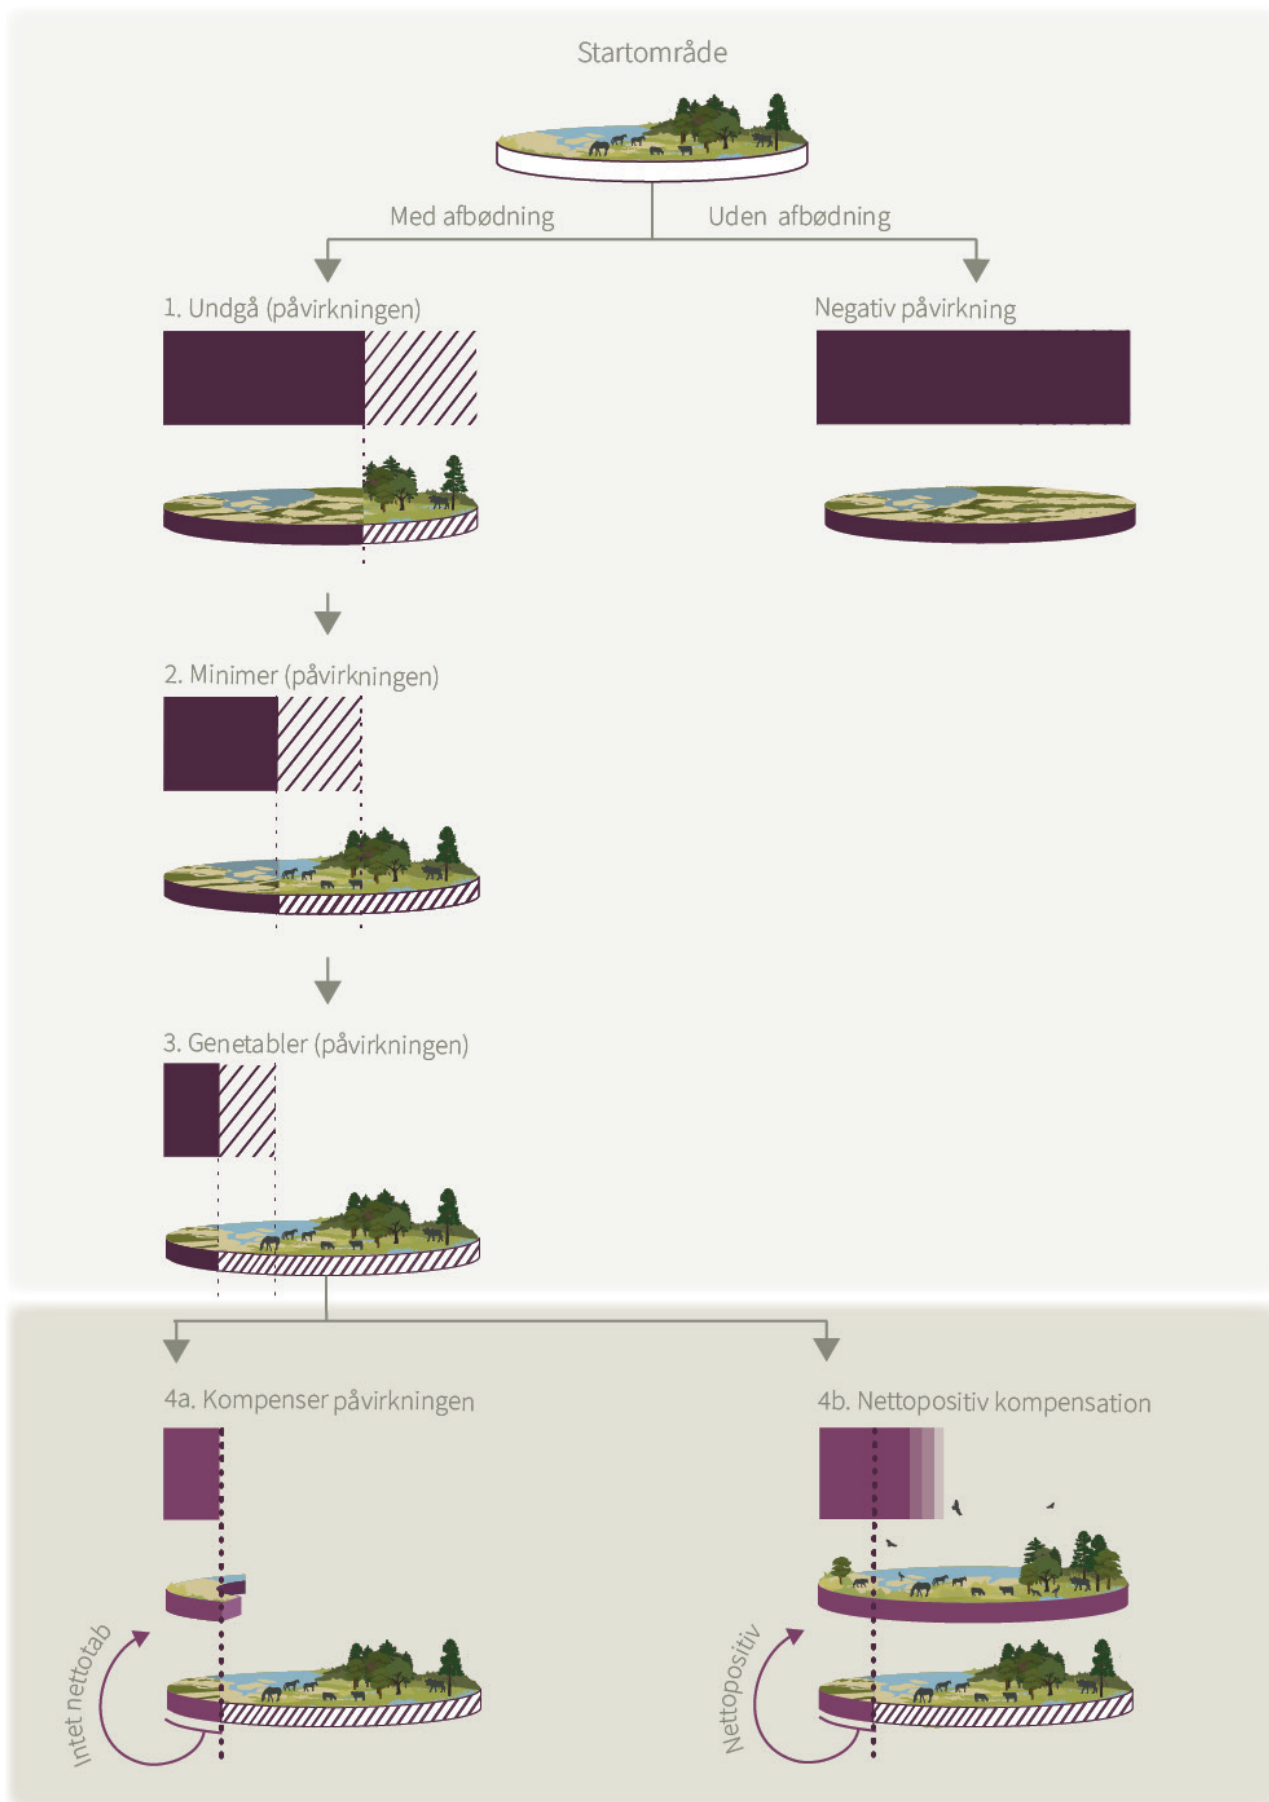 Startområde
Med afbødning
Uden afbødning
1. Undgå (påvirkningen)
Negativ påvirkning
2. Minimer (påvirkningen)
3. Genetabler (påvirkningen)
4a. Kompenser påvirkningen
4b. Nettopositiv kompensation
Intet nettotab
Nettopositiv